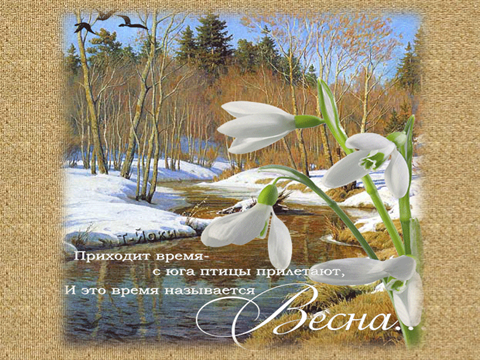 Приходит время-
с юга птицы прилетают,
И это время называется
Весна..